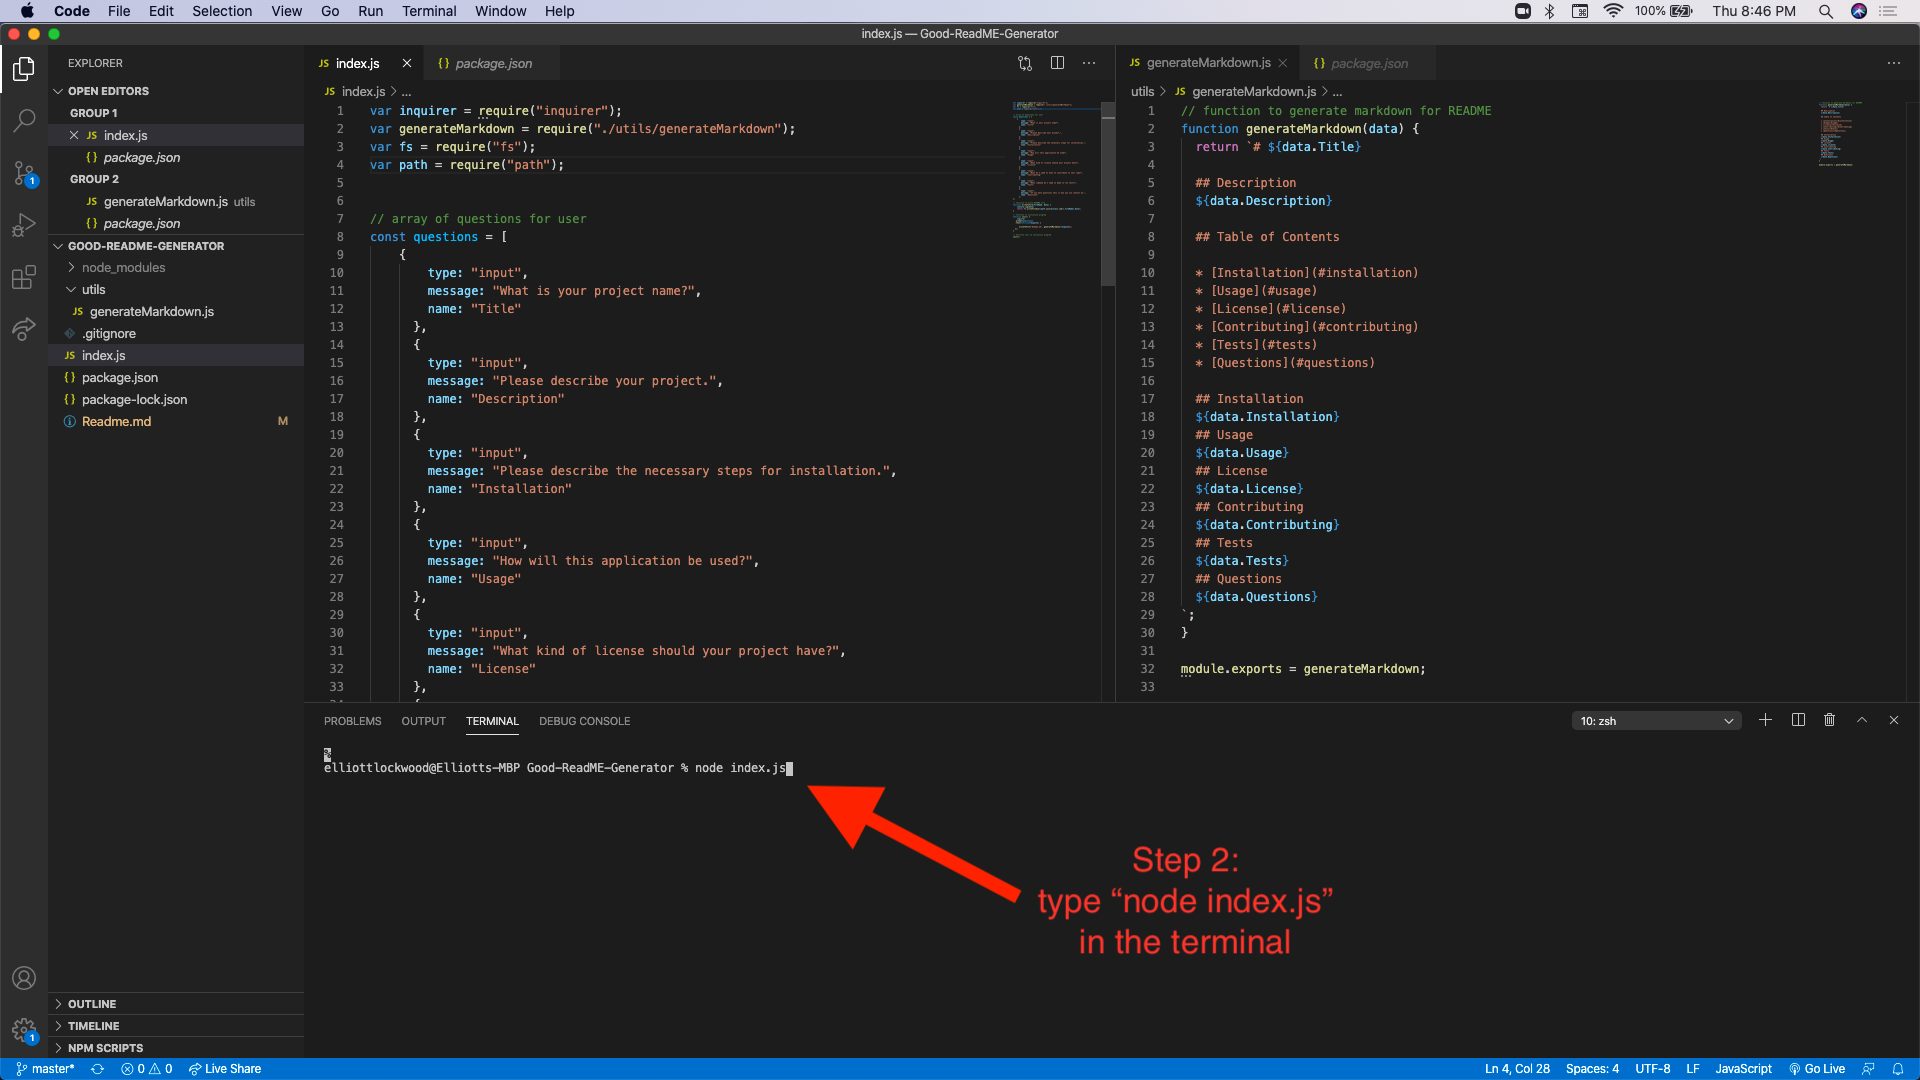 Code File Edit Selection View Go Run Terminal Window Help
100% Thu 8:46 PM
index.js — Good-ReadME-Generator
EXPLORER
OPEN EDITORS
GROUP 1
JS index.js
{} package.json
GROUP 2
generateMarkdown.js utils
{} package.json
GOOD-README-GENERATOR
node_modules
utils
JS generateMarkdown.js
.gitignore
JS index.js
{} package.json
{} package-lock.json
Readme.md M
1
1
OUTLINE
TIMELINE
NPM SCRIPTS
JS index.js {} package.json
JS index.js > ...
1 var inquirer = require("inquirer");
2 var generateMarkdown = require("./utils/generateMarkdown");
3 var fs = require("fs");
4 var path = require("path");
5
6
7 // array of questions for user
8 const questions = [
9 {
10 type: "input",
11 message: "What is your project name?",
12 name: "Title"
13 },
14 {
15 type: "input",
16 message: "Please describe your project.",
17 name: "Description"
18 },
19 {
20 type: "input",
21 message: "Please describe the necessary steps for installation.",
22 name: "Installation"
23 },
24 {
25 type: "input",
26 message: "How will this application be used?",
27 name: "Usage"
28 },
29 {
30 type: "input",
31 message: "What kind of license should your project have?",
32 name: "License"
33 },
JS generateMarkdown.js {} package.json
utils > JS generateMarkdown.js > ...
1 // function to generate markdown for README
2 function generateMarkdown(data) {
3 return `# ${data.Title}
4
5 ## Description
6 ${data.Description}
7
8 ## Table of Contents
9
10 * [Installation](#installation)
11 * [Usage](#usage)
12 * [License](#license)
13 * [Contributing](#contributing)
14 * [Tests](#tests)
15 * [Questions](#questions)
16
17 ## Installation
18 ${data.Installation}
19 ## Usage
20 ${data.Usage}
21 ## License
22 ${data.License}
23 ## Contributing
24 ${data.Contributing}
25 ## Tests
26 ${data.Tests}
27 ## Questions
28 ${data.Questions}
29 `;
30 }
31
32 module.exports = generateMarkdown;
33
PROBLEMS OUTPUT TERMINAL DEBUG CONSOLE 10: zsh
%
elliottlockwood@Elliotts-MBP Good-ReadME-Generator % node index.js
Step 2:
type “node index.js”
in the terminal
master* 0 0 Live Share Ln 4, Col 28 Spaces: 4 UTF-8 LF JavaScript Go Live